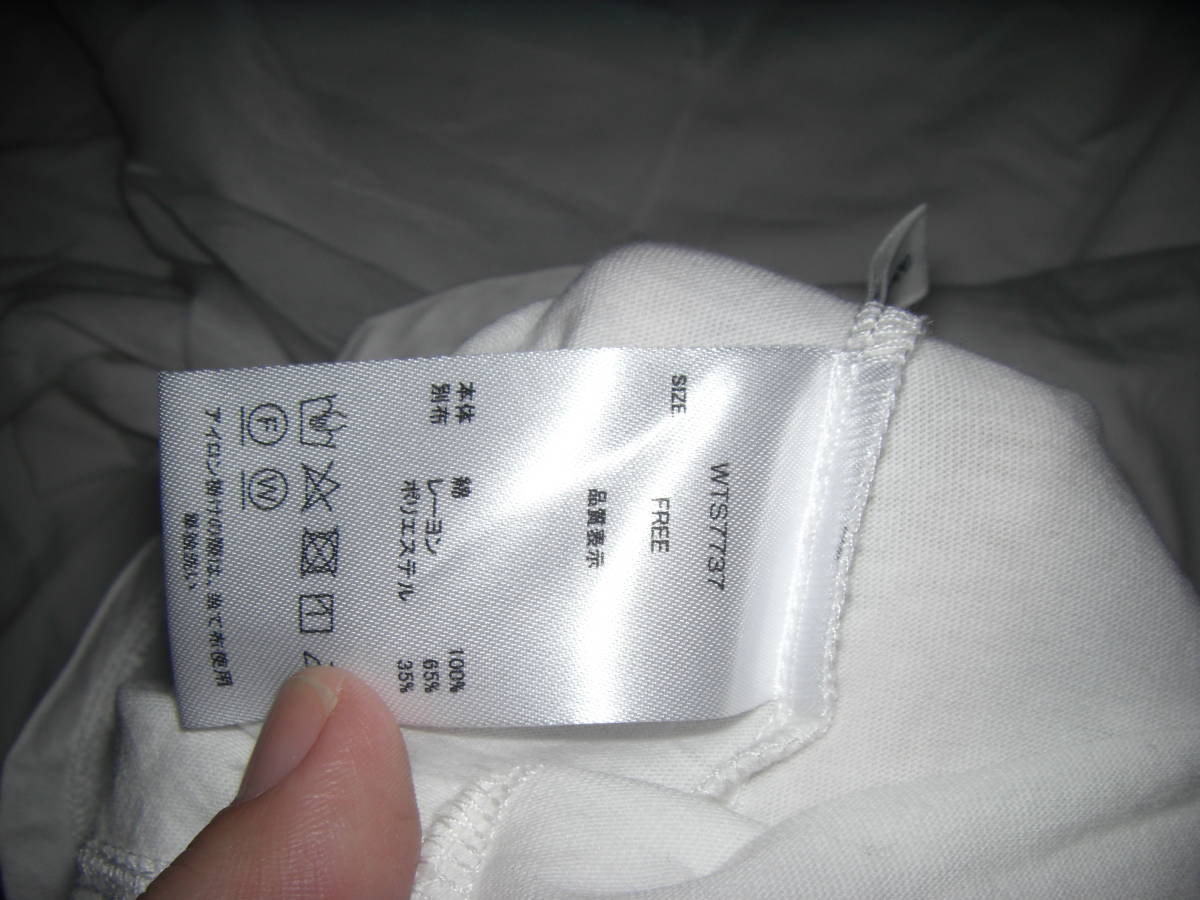 WTS7737
SIZE FREE
品質表示
本体 綿 100%
別布 レーヨン 65%
ポリエステル 35%
F W
アイロン掛けの際は、当て布使用